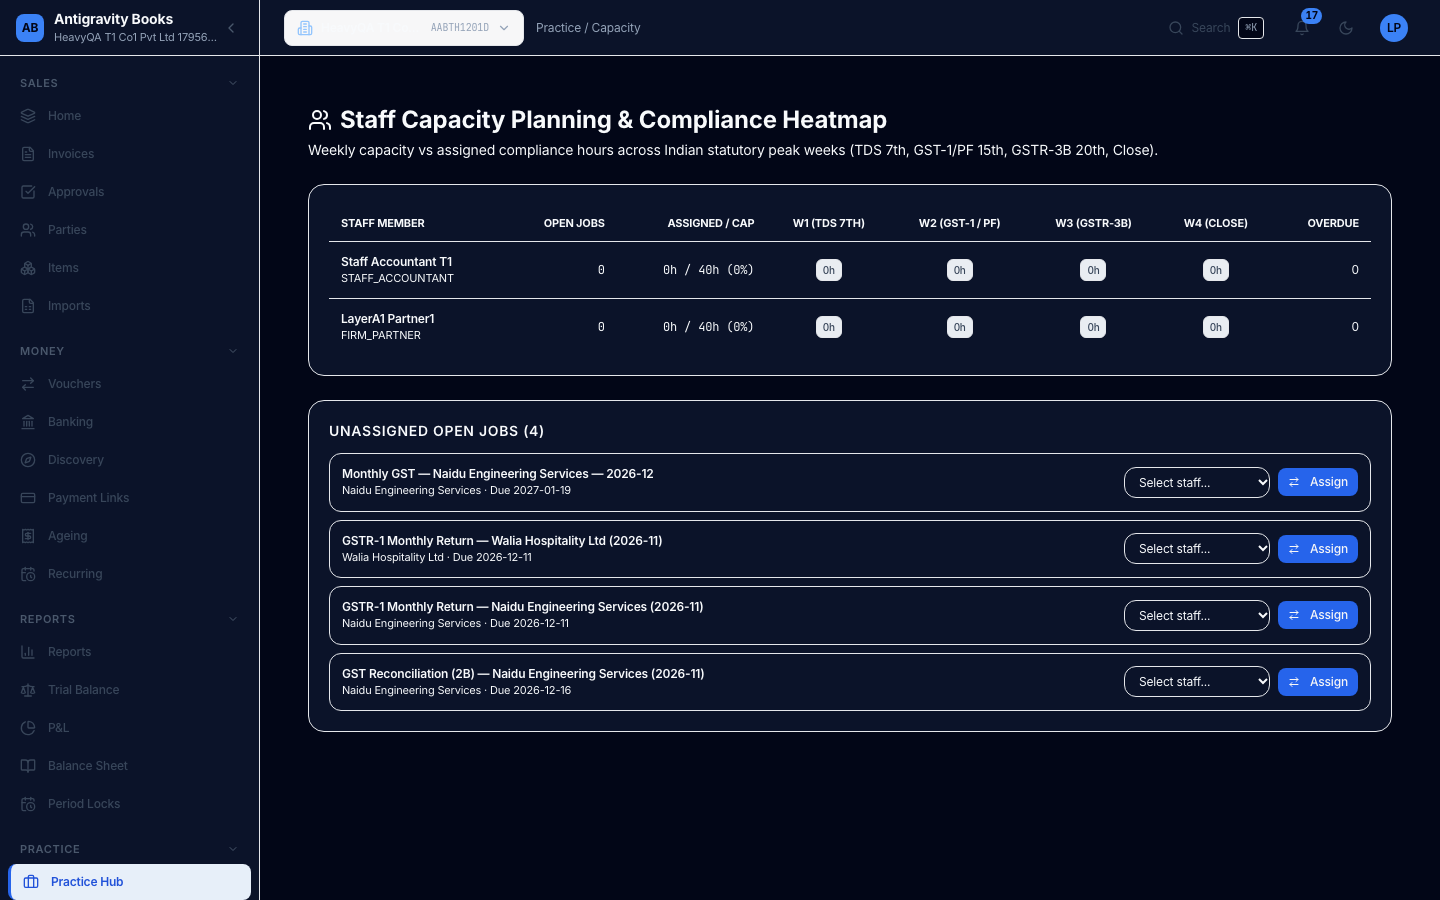 AB
Antigravity Books
HeavyQA T1 Co1 Pvt Ltd 17956...
AABTH1201D
Practice / Capacity
Search
⌘K
17
LP
SALES
Home
Invoices
Approvals
Parties
Items
Imports
MONEY
Vouchers
Banking
Discovery
Payment Links
Ageing
Recurring
REPORTS
Reports
Trial Balance
P&L
Balance Sheet
Period Locks
PRACTICE
Practice Hub
Staff Capacity Planning & Compliance Heatmap
Weekly capacity vs assigned compliance hours across Indian statutory peak weeks (TDS 7th, GST-1/PF 15th, GSTR-3B 20th, Close).
STAFF MEMBER OPEN JOBS ASSIGNED / CAP W1 (TDS 7TH) W2 (GST-1 / PF) W3 (GSTR-3B) W4 (CLOSE) OVERDUE
Staff Accountant T1
STAFF_ACCOUNTANT
0 0h / 40h (0%) 0h 0h 0h 0h 0
LayerA1 Partner1
FIRM_PARTNER
0 0h / 40h (0%) 0h 0h 0h 0h 0
UNASSIGNED OPEN JOBS (4)
Monthly GST — Naidu Engineering Services — 2026-12
Naidu Engineering Services · Due 2027-01-19
Select staff... Assign
GSTR-1 Monthly Return — Walia Hospitality Ltd (2026-11)
Walia Hospitality Ltd · Due 2026-12-11
Select staff... Assign
GSTR-1 Monthly Return — Naidu Engineering Services (2026-11)
Naidu Engineering Services · Due 2026-12-11
Select staff... Assign
GST Reconciliation (2B) — Naidu Engineering Services (2026-11)
Naidu Engineering Services · Due 2026-12-16
Select staff... Assign